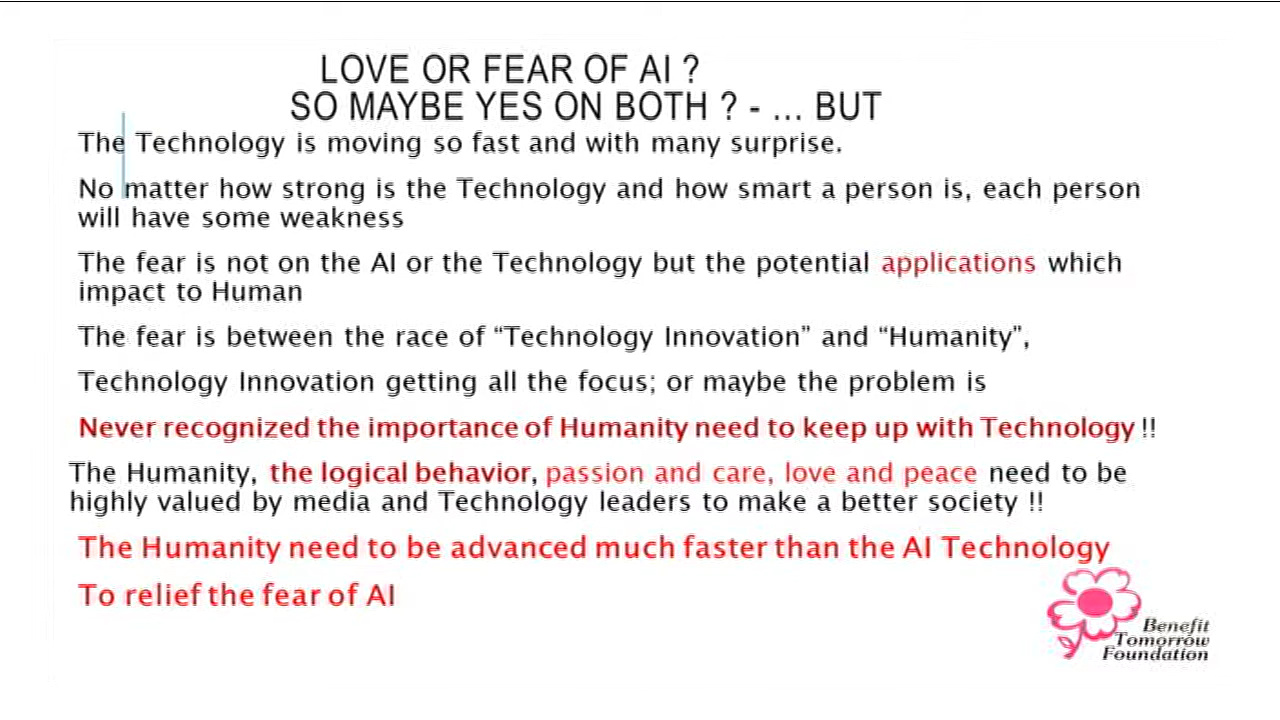 LOVE OR FEAR OF AI ?
SO MAYBE YES ON BOTH ? - ... BUT
The Technology is moving so fast and with many surprise.
No matter how strong is the Technology and how smart a person is, each person
will have some weakness
The fear is not on the AI or the Technology but the potential applications which
impact to Human
The fear is between the race of “Technology Innovation” and “Humanity”,
Technology Innovation getting all the focus; or maybe the problem is
Never recognized the importance of Humanity need to keep up with Technology !!
The Humanity, the logical behavior, passion and care, love and peace need to be
highly valued by media and Technology leaders to make a better society !!
The Humanity need to be advanced much faster than the AI Technology
To relief the fear of AI
Benefit
Tomorrow
Foundation